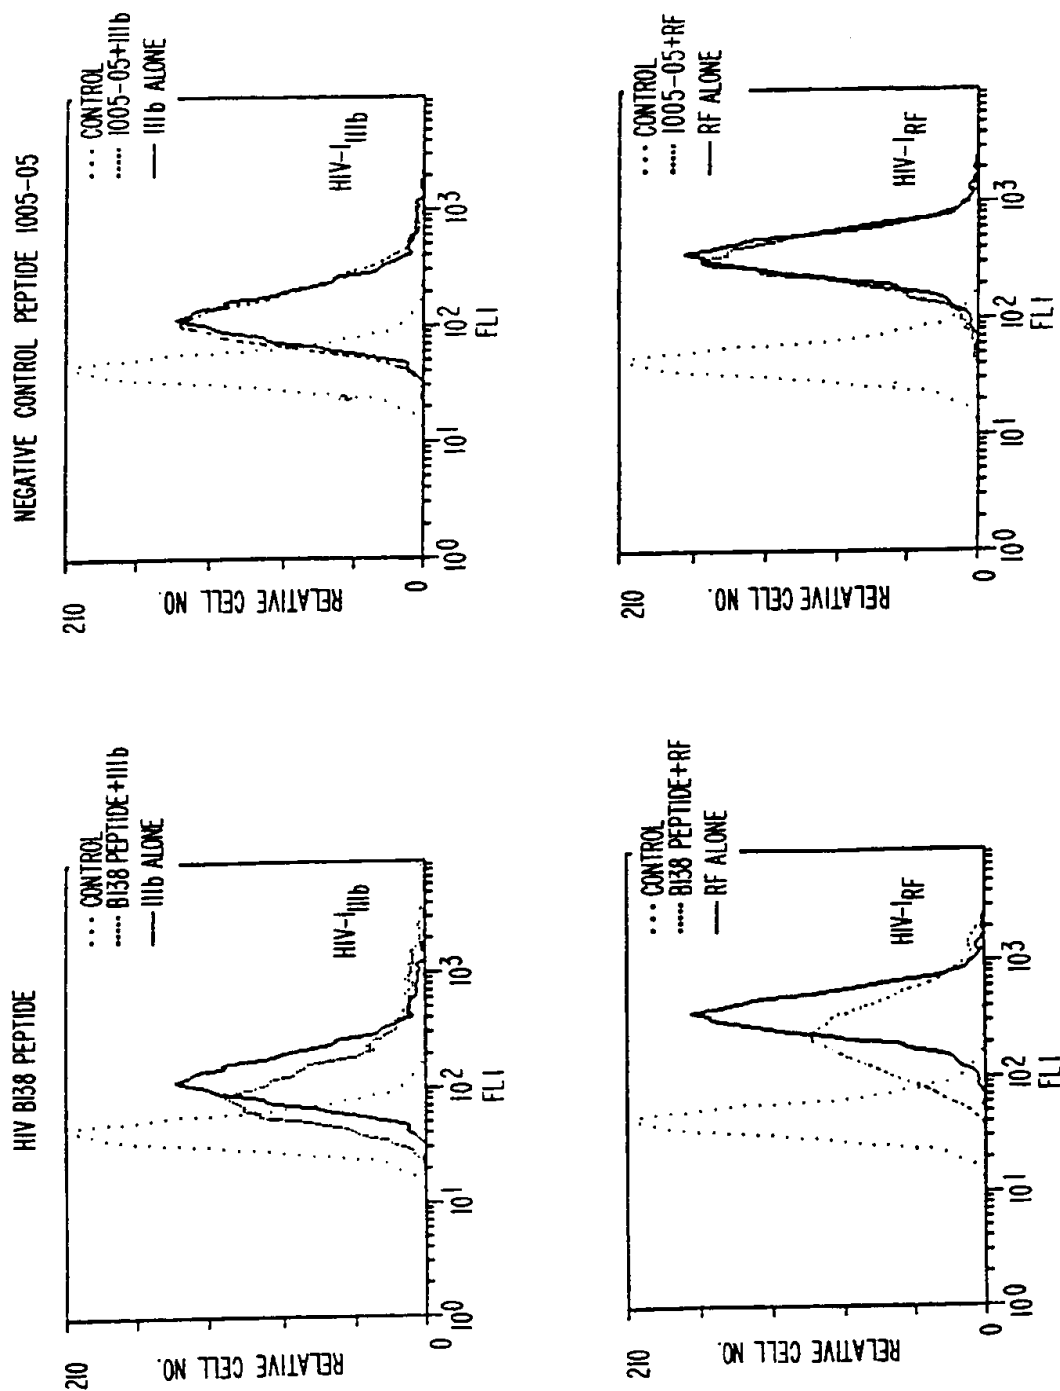 HIV B138 PEPTIDE
210
RELATIVE CELL NO.
0
10⁰
10¹
10²
10³
FL1
CONTROL
B138 PEPTIDE+IIIb
IIIb ALONE
HIV-1IIIb
210
RELATIVE CELL NO.
0
10⁰
10¹
10²
10³
FL1
CONTROL
B138 PEPTIDE+RF
RF ALONE
HIV-1RF
NEGATIVE CONTROL PEPTIDE 1005-05
210
RELATIVE CELL NO.
0
10⁰
10¹
10²
10³
FL1
CONTROL
1005-05+IIIb
IIIb ALONE
HIV-1IIIb
210
RELATIVE CELL NO.
0
10⁰
10¹
10²
10³
FL1
CONTROL
1005-05+RF
RF ALONE
HIV-1RF